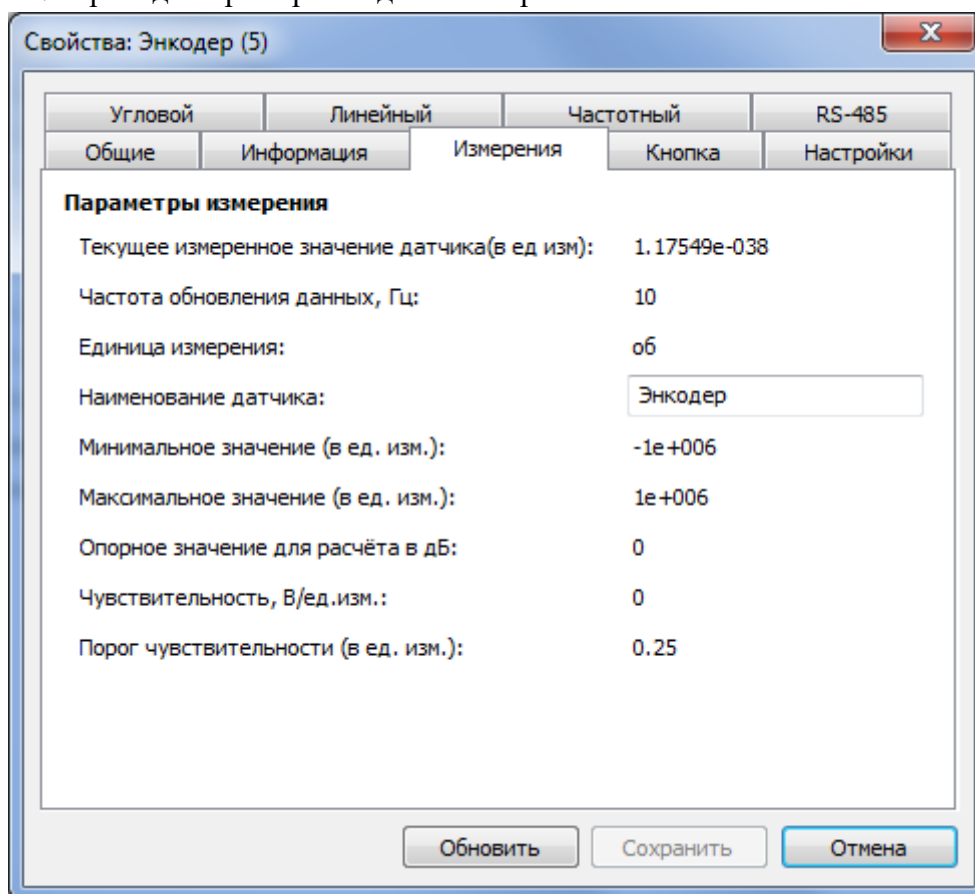 Свойства: Энкодер (5)
Угловой Линейный Частотный RS-485
Общие Информация Измерения Кнопка Настройки
Параметры измерения
Текущее измеренное значение датчика(в ед изм): 1.17549e-038
Частота обновления данных, Гц: 10
Единица измерения: об
Наименование датчика: Энкодер
Минимальное значение (в ед. изм.): -1e+006
Максимальное значение (в ед. изм.): 1e+006
Опорное значение для расчёта в дБ: 0
Чувствительность, В/ед.изм.: 0
Порог чувствительности (в ед. изм.): 0.25
Обновить Сохранить Отмена